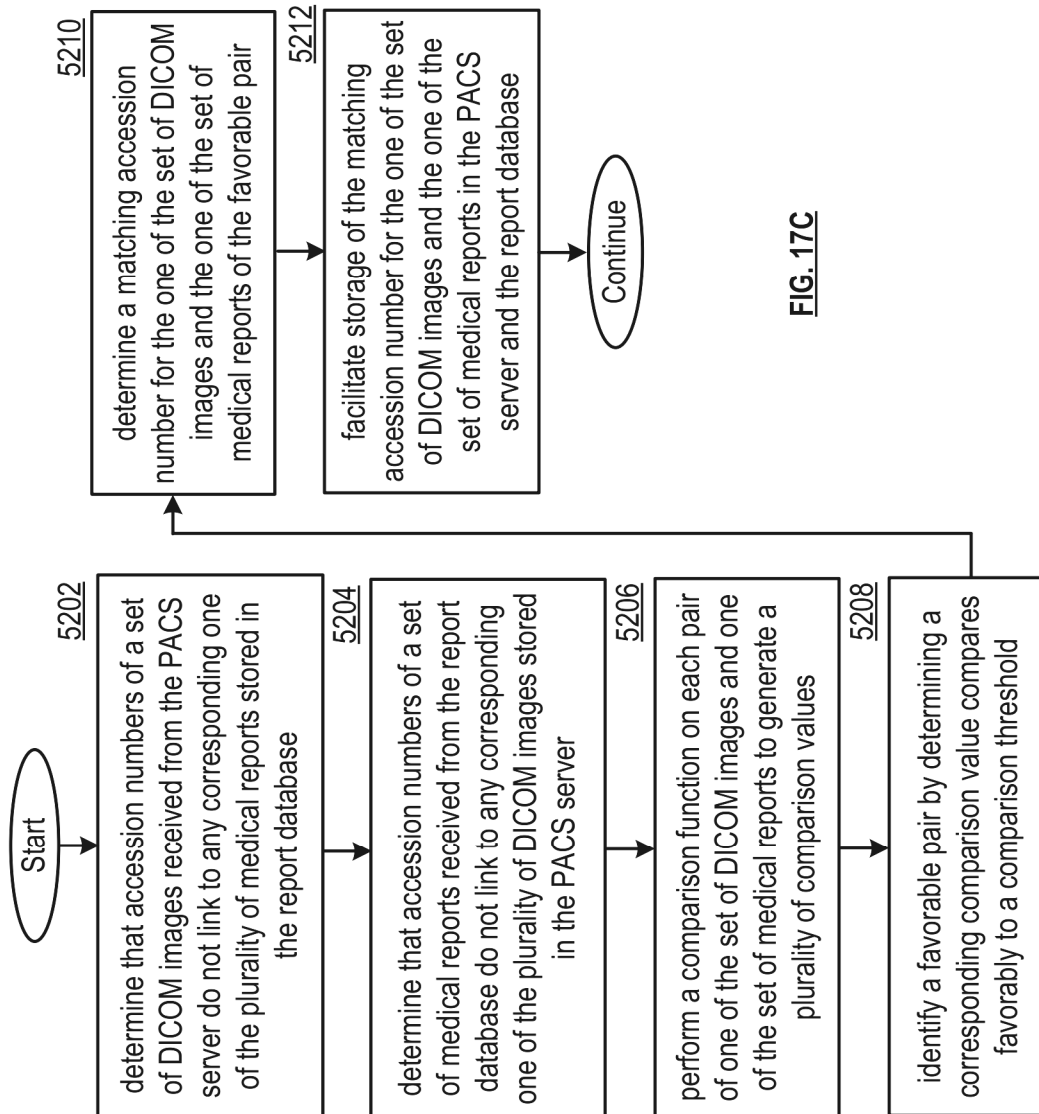 Start
5202
determine that accession numbers of a set
of DICOM images received from the PACS
server do not link to any corresponding one
of the plurality of medical reports stored in
the report database
5204
determine that accession numbers of a set
of medical reports received from the report
database do not link to any corresponding
one of the plurality of DICOM images stored
in the PACS server
5206
perform a comparison function on each pair
of one of the set of DICOM images and one
of the set of medical reports to generate a
plurality of comparison values
5208
identify a favorable pair by determining a
corresponding comparison value compares
favorably to a comparison threshold
5210
determine a matching accession
number for the one of the set of DICOM
images and the one of the set of
medical reports of the favorable pair
5212
facilitate storage of the matching
accession number for the one of the set
of DICOM images and the one of the
set of medical reports in the PACS
server and the report database
Continue
FIG. 17C